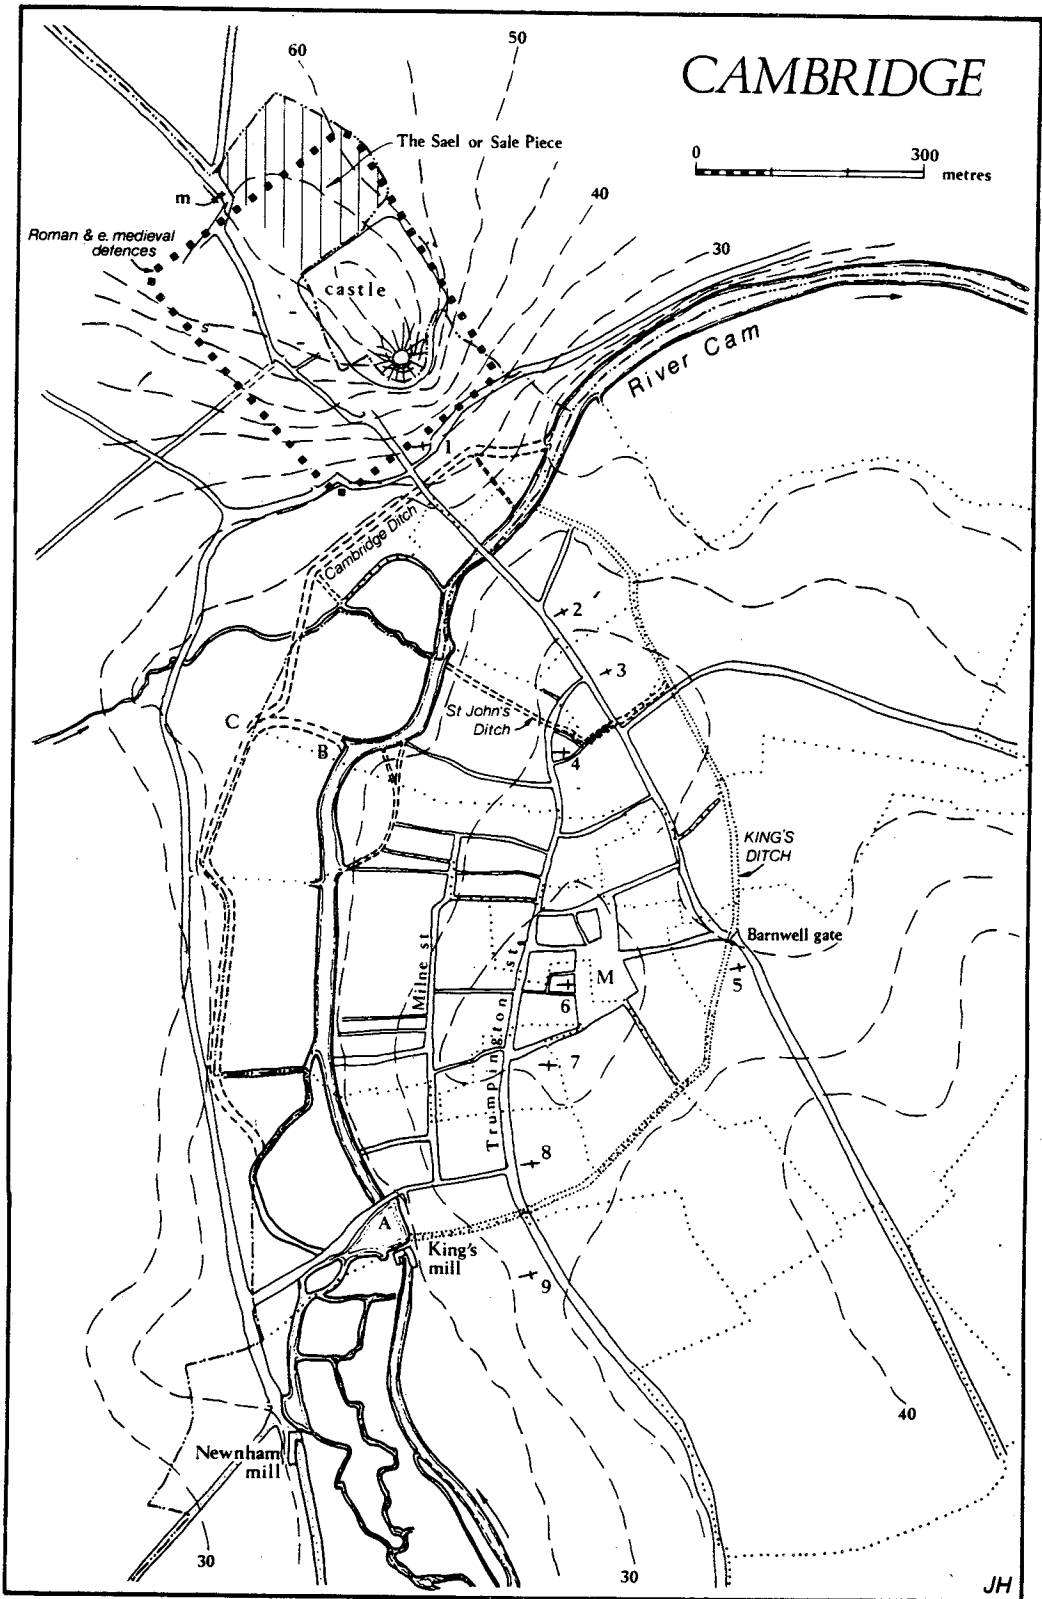 CAMBRIDGE
60
50
The Sael or Sale Piece
0
300
metres
m
40
Roman & e. medieval
defences
30
castle
s
River Cam
1
Cambridge Ditch
2
3
St John's
Ditch
C
B
4
KING'S
DITCH
Milne st
Trumpington st
Barnwell gate
M
5
6
7
8
A
King's
mill
9
40
Newnham
mill
30
30
JH